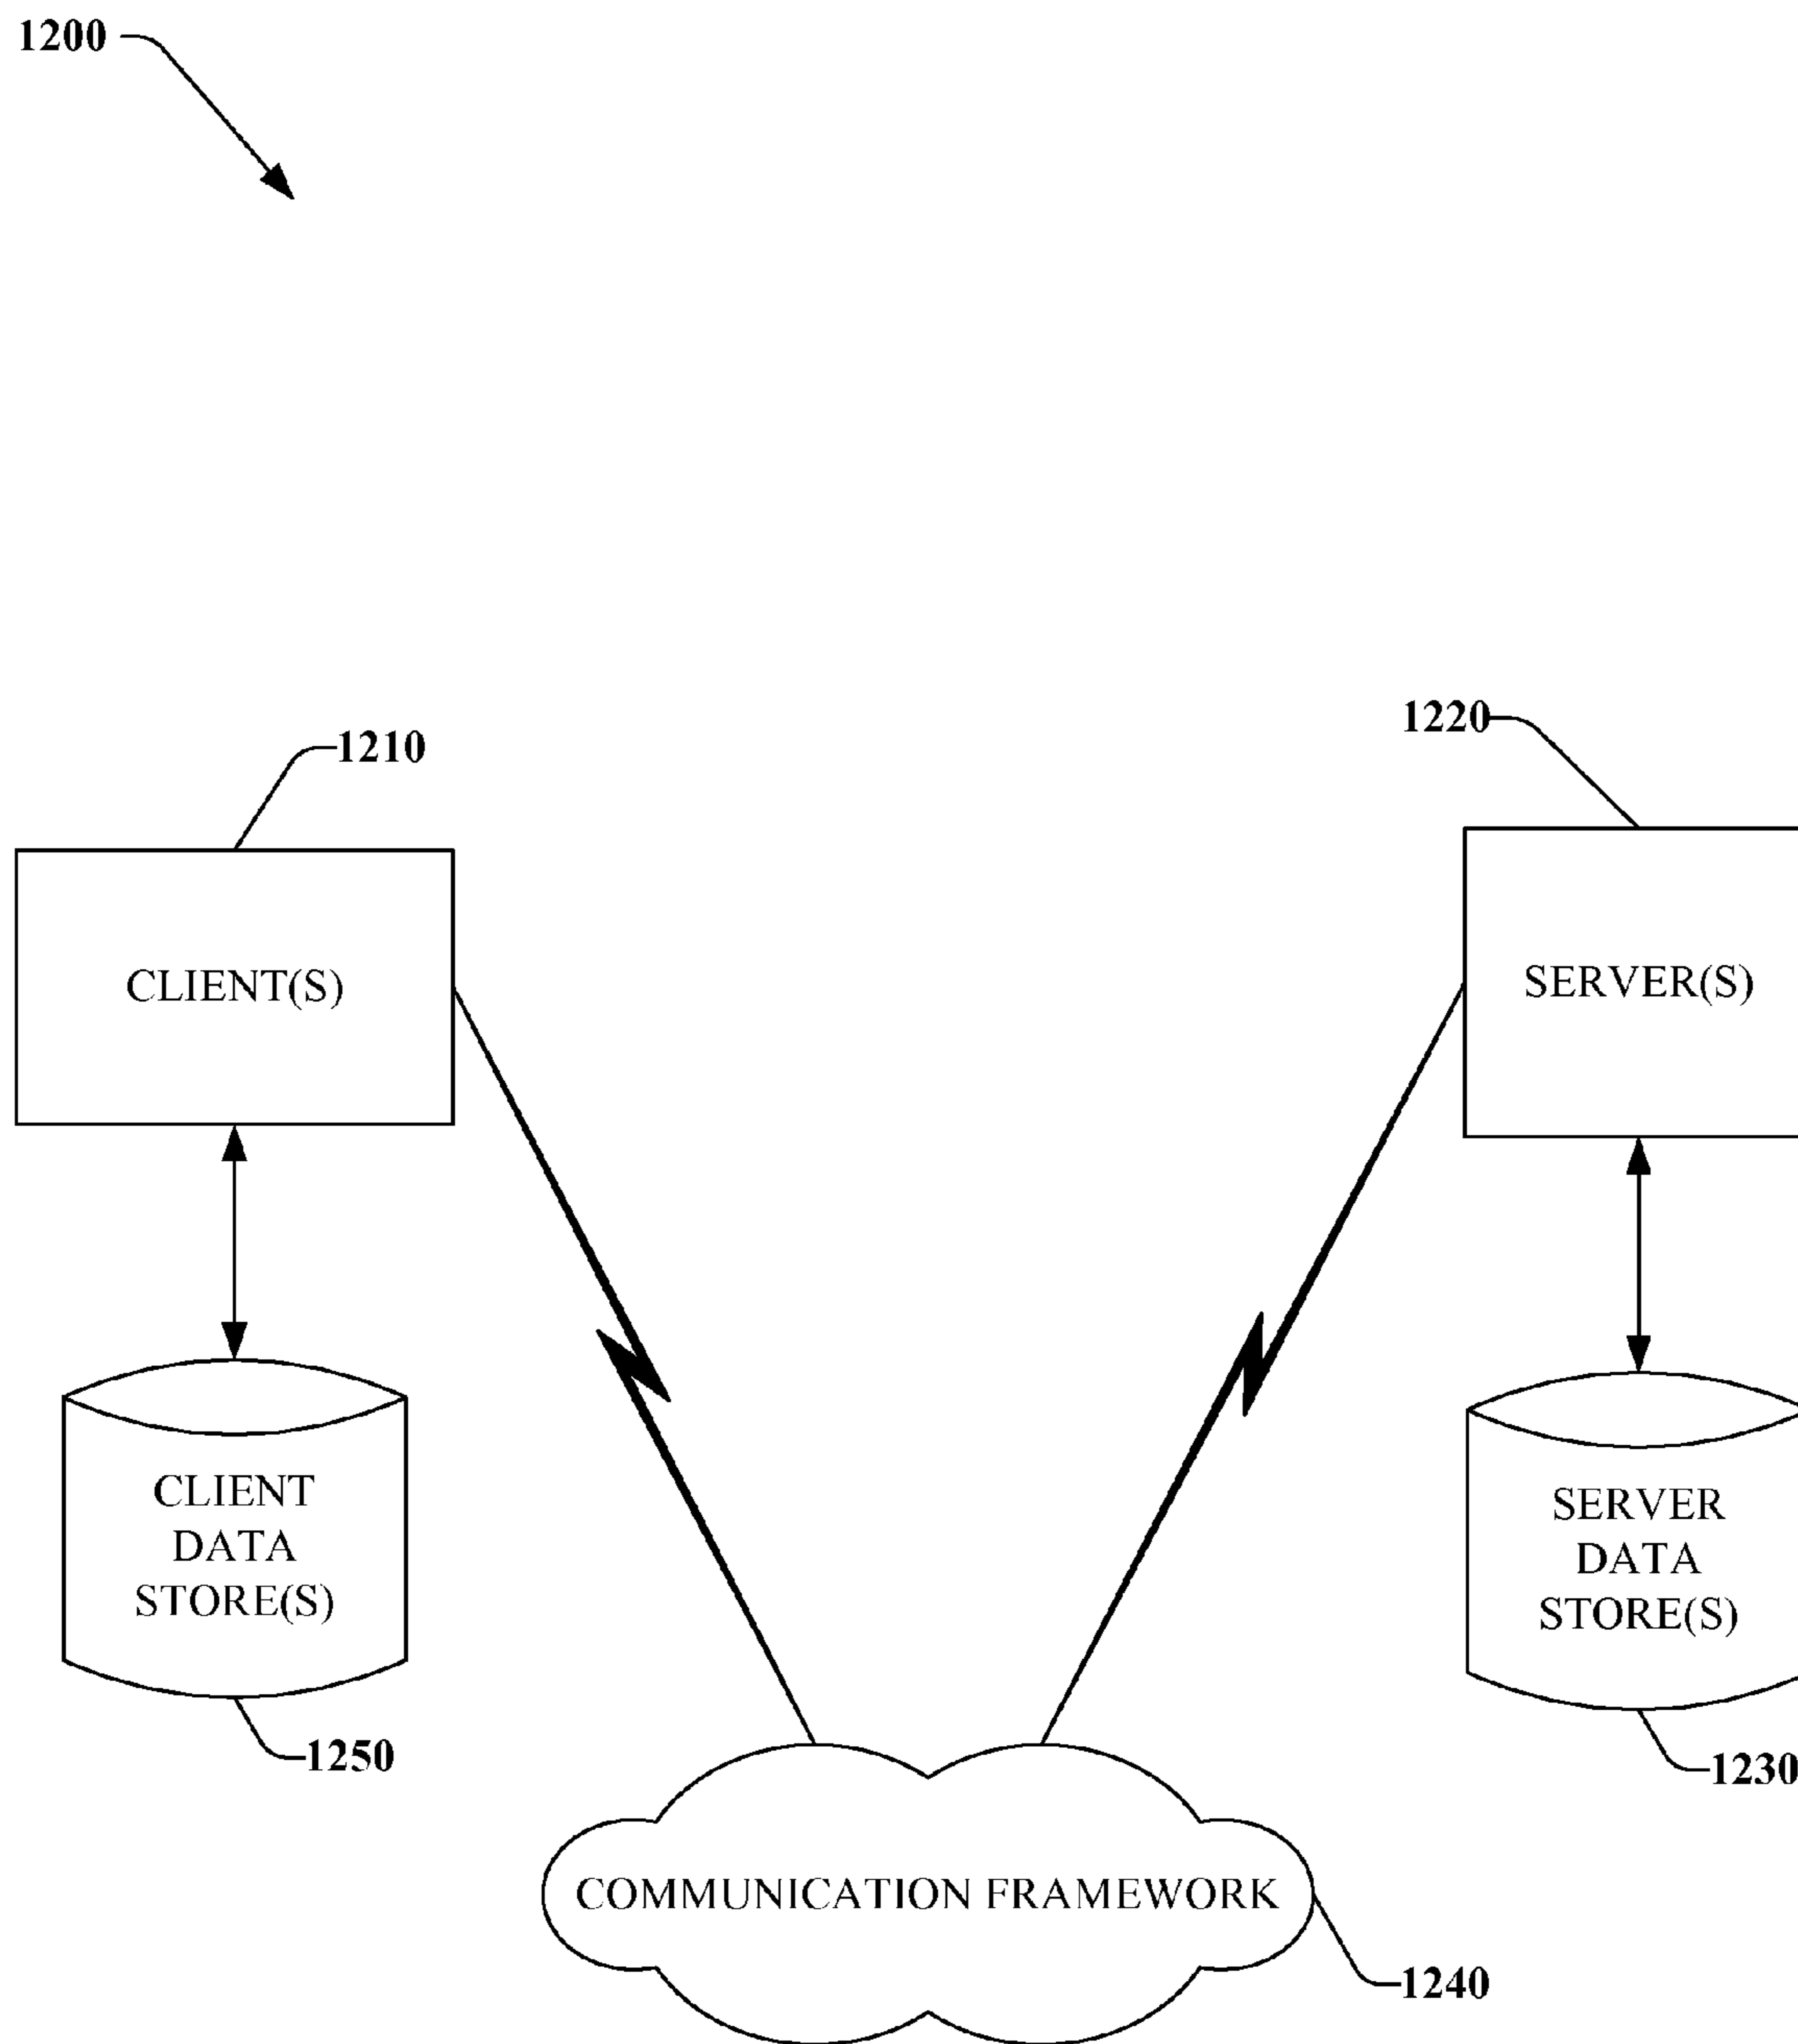 1200
1210
1220
CLIENT(S)
SERVER(S)
CLIENT
DATA
STORE(S)
SERVER
DATA
STORE(S)
1250
1230
COMMUNICATION FRAMEWORK
1240